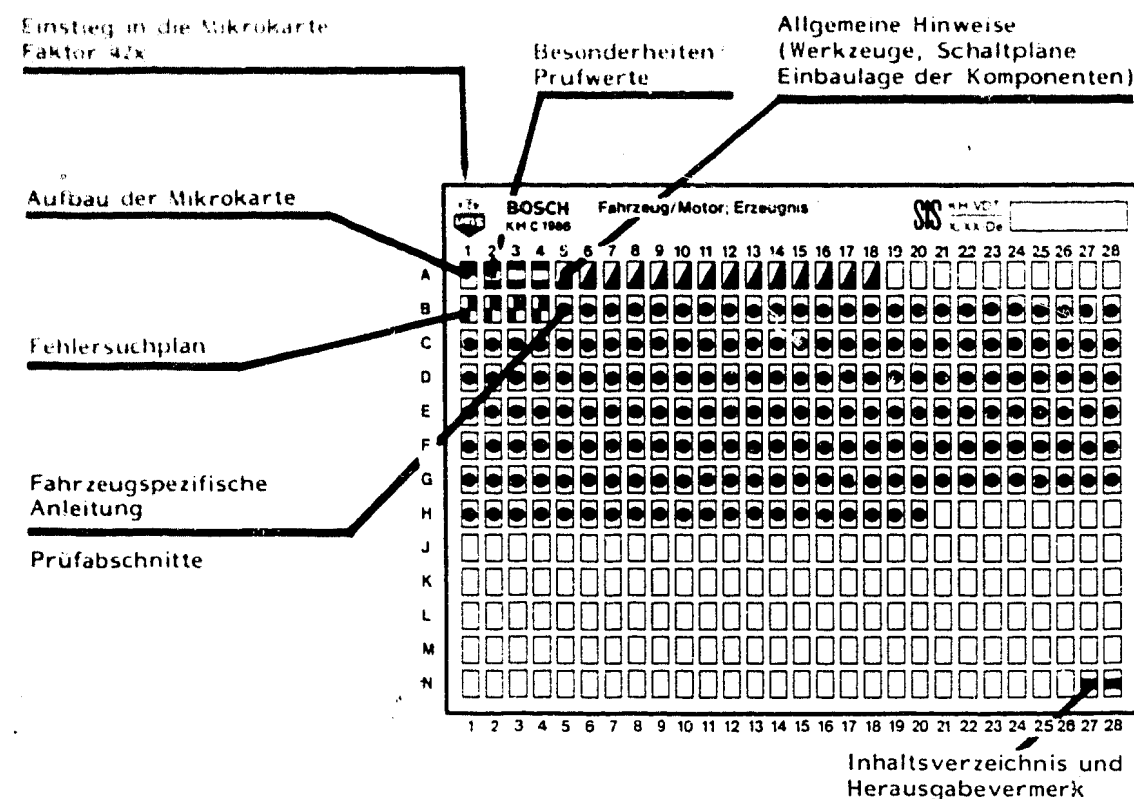 Einstieg in die Mikrokarte
Faktor 42x
Besonderheiten
Prüfwerte
Allgemeine Hinweise
(Werkzeuge, Schaltpläne
Einbaulage der Komponenten)
Aufbau der Mikrokarte
BOSCH
KH C 1986
Fahrzeug/Motor; Erzeugnis
SIS
KH VDT
1 2 3 4 5 6 7 8 9 10 11 12 13 14 15 16 17 18 19 20 21 22 23 24 25 26 27 28
A
B
Fehlersuchplan
C
D
E
F
Fahrzeugspezifische
Anleitung
G
H
Prüfabschnitte
J
K
L
M
N
1 2 3 4 5 6 7 8 9 10 11 12 13 14 15 16 17 18 19 20 21 22 23 24 25 26 27 28
Inhaltsverzeichnis und
Herausgabevermerk